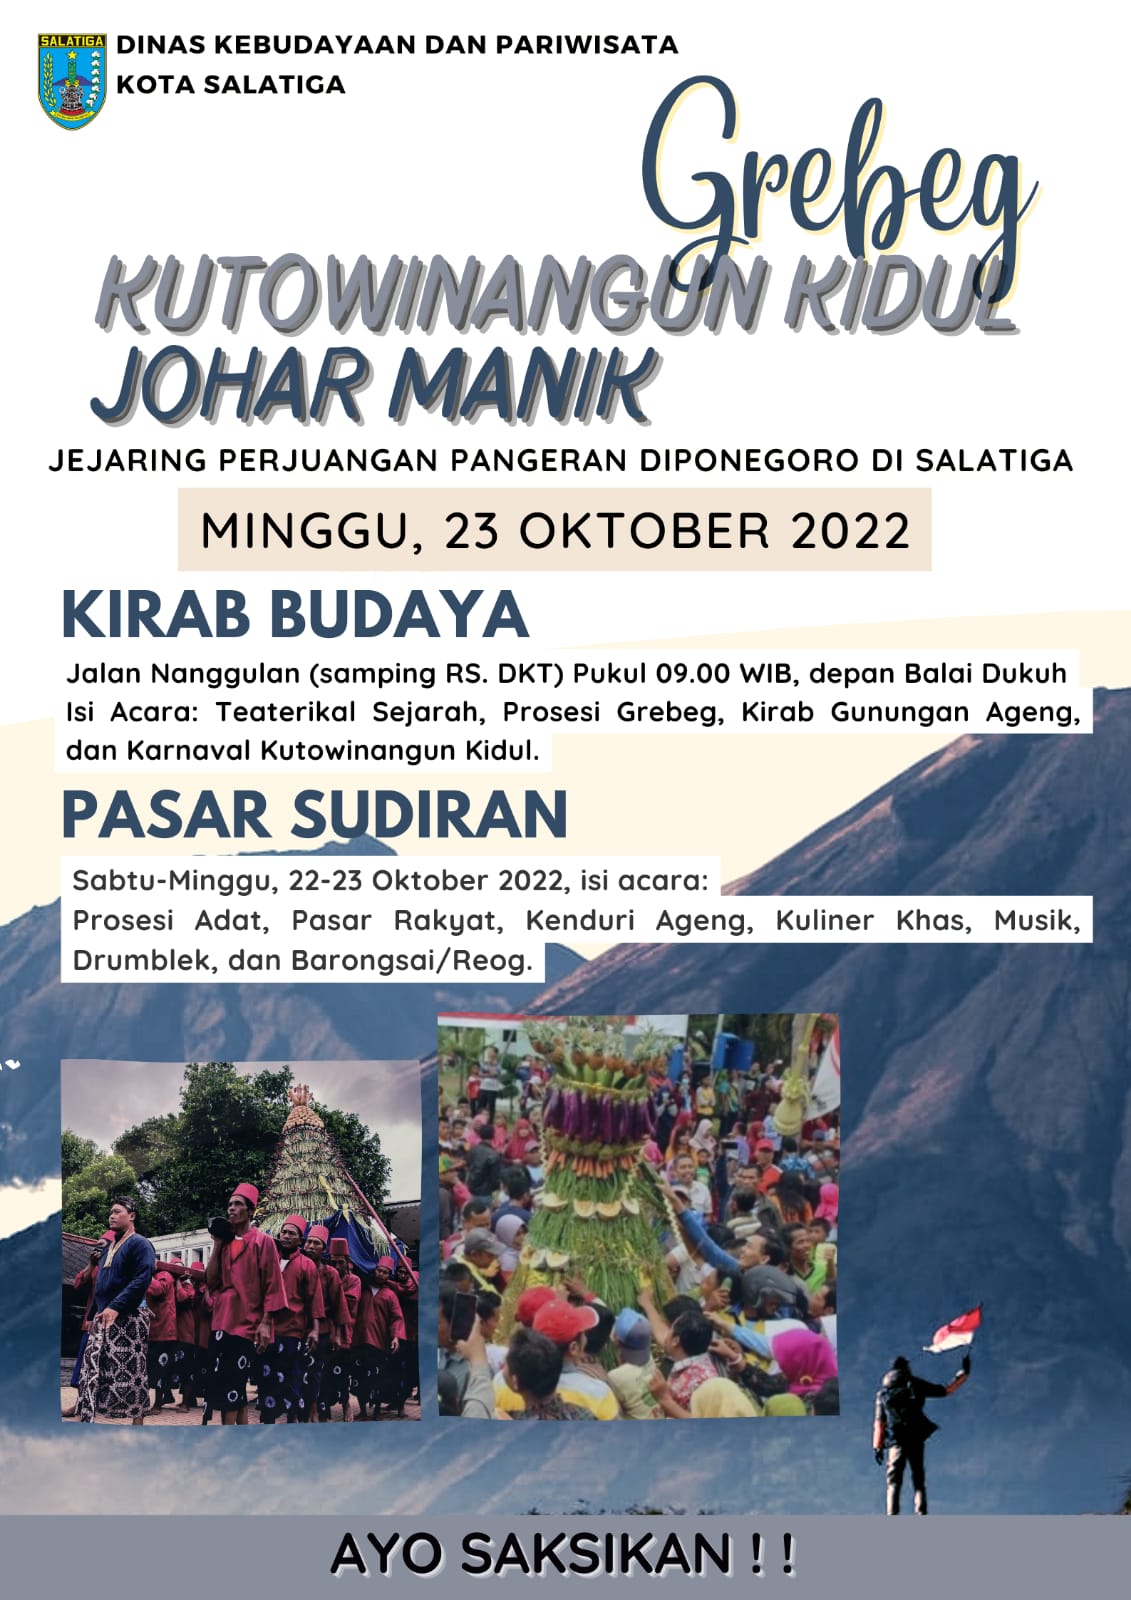 SALATIGA
DINAS KEBUDAYAAN DAN PARIWISATA
KOTA SALATIGA
Grebeg
KUTOWINANGUN KIDUL
JOHAR MANIK
JEJARING PERJUANGAN PANGERAN DIPONEGORO DI SALATIGA
MINGGU, 23 OKTOBER 2022
KIRAB BUDAYA
Jalan Nanggulan (samping RS. DKT) Pukul 09.00 WIB, depan Balai Dukuh
Isi Acara: Teaterikal Sejarah, Prosesi Grebeg, Kirab Gunungan Ageng,
dan Karnaval Kutowinangun Kidul.
PASAR SUDIRAN
Sabtu-Minggu, 22-23 Oktober 2022, isi acara:
Prosesi Adat, Pasar Rakyat, Kenduri Ageng, Kuliner Khas, Musik,
Drumblek, dan Barongsai/Reog.
AYO SAKSIKAN ! !